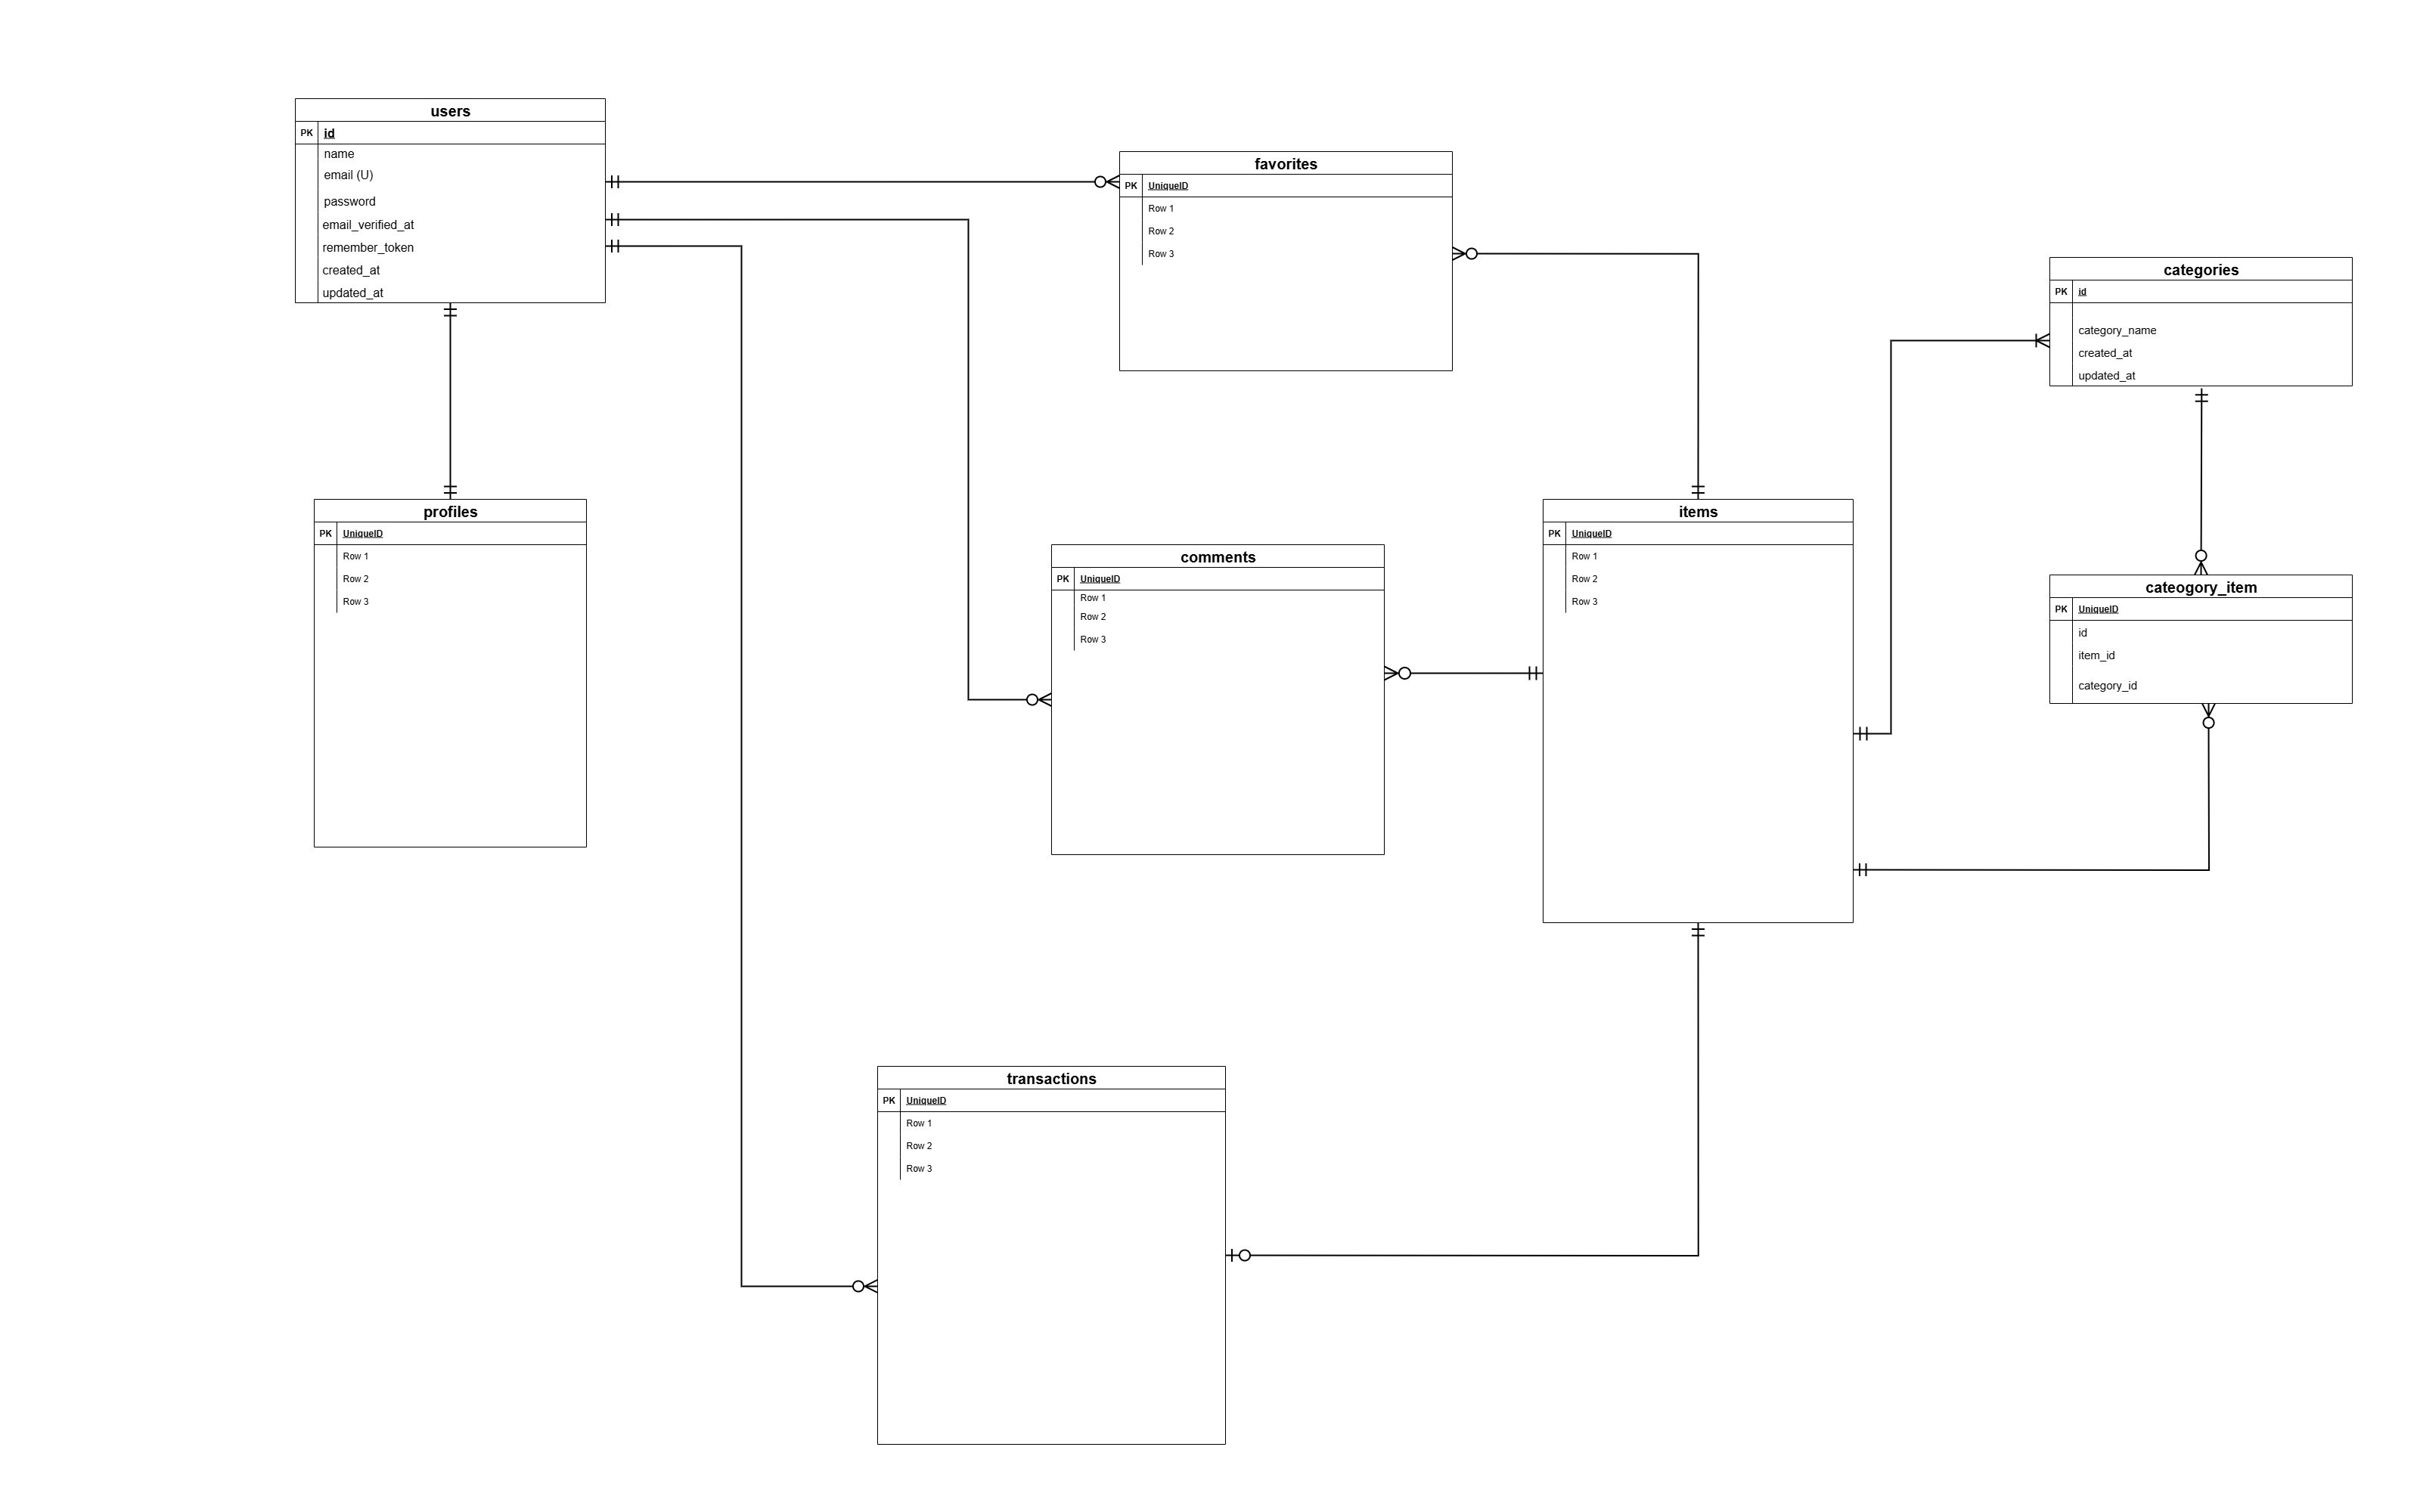 users
PK id
name
email (U)
password
email_verified_at
remember_token
created_at
updated_at
favorites
PK UniqueID
Row 1
Row 2
Row 3
categories
PK id
category_name
created_at
updated_at
profiles
PK UniqueID
Row 1
Row 2
Row 3
comments
PK UniqueID
Row 1
Row 2
Row 3
items
PK UniqueID
Row 1
Row 2
Row 3
cateogory_item
PK UniqueID
id
item_id
category_id
transactions
PK UniqueID
Row 1
Row 2
Row 3